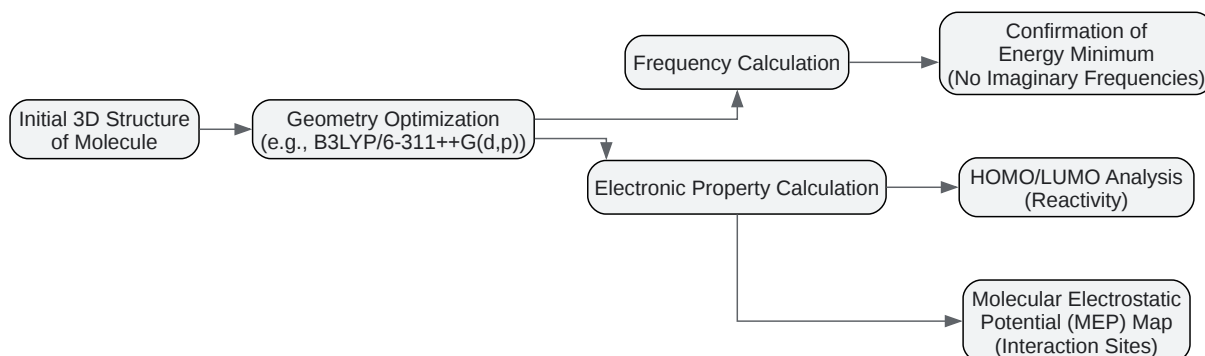 Initial 3D Structure
of Molecule
Geometry Optimization
(e.g., B3LYP/6-311++G(d,p))
Frequency Calculation
Confirmation of
Energy Minimum
(No Imaginary Frequencies)
Electronic Property Calculation
HOMO/LUMO Analysis
(Reactivity)
Molecular Electrostatic
Potential (MEP) Map
(Interaction Sites)